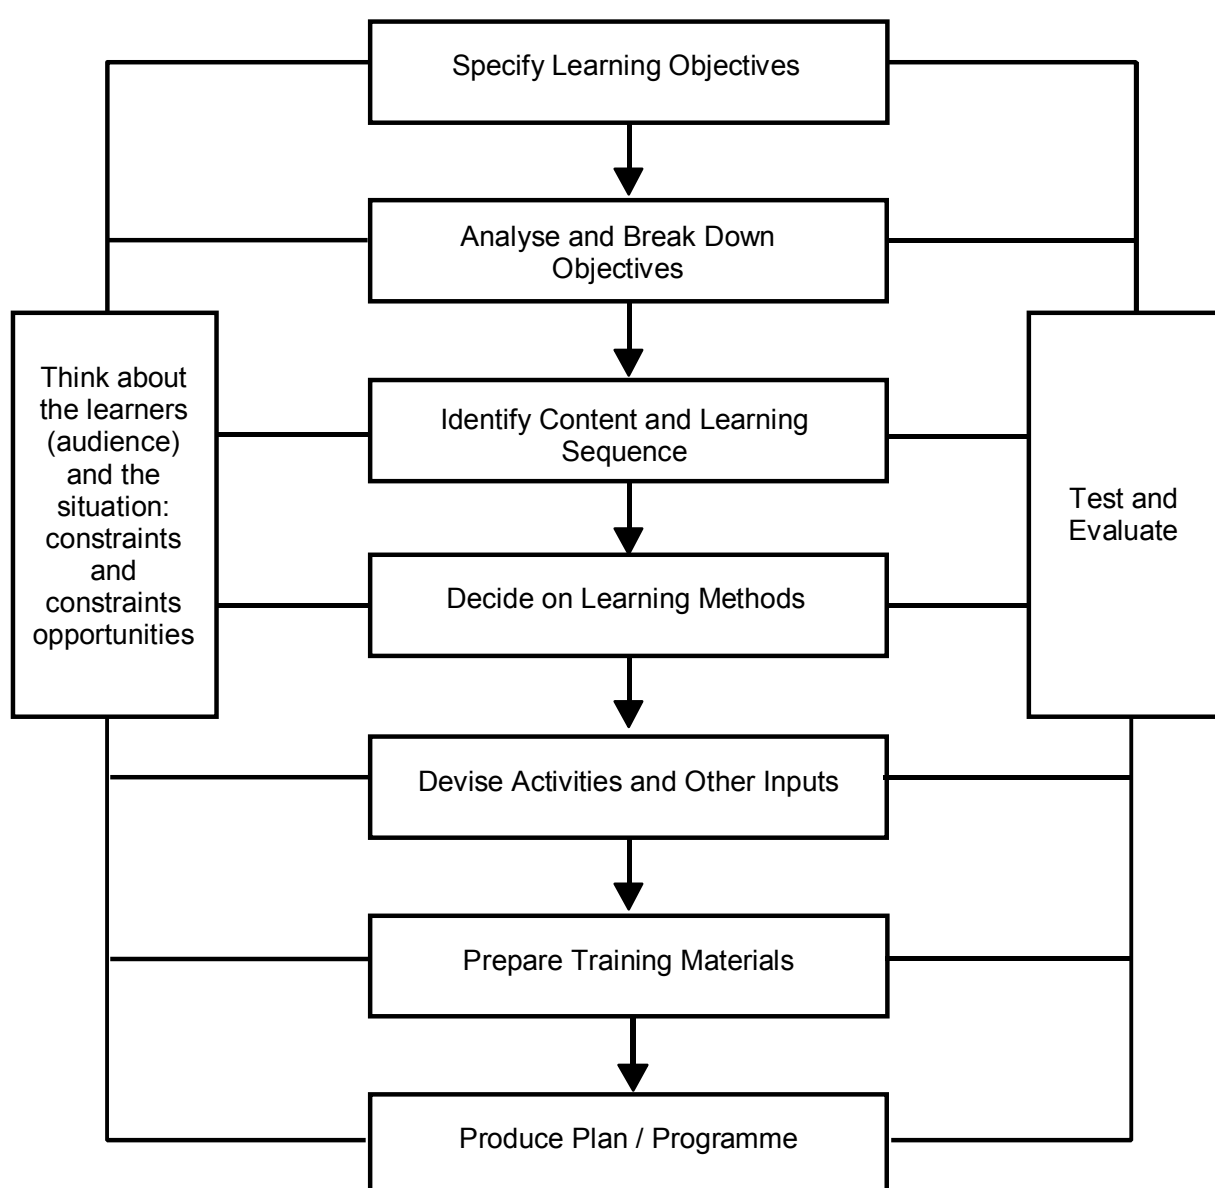 Specify Learning Objectives
Analyse and Break Down
Objectives
Think about
the learners
(audience)
and the
situation:
constraints
and
constraints
opportunities
Identify Content and Learning
Sequence
Test and
Evaluate
Decide on Learning Methods
Devise Activities and Other Inputs
Prepare Training Materials
Produce Plan / Programme